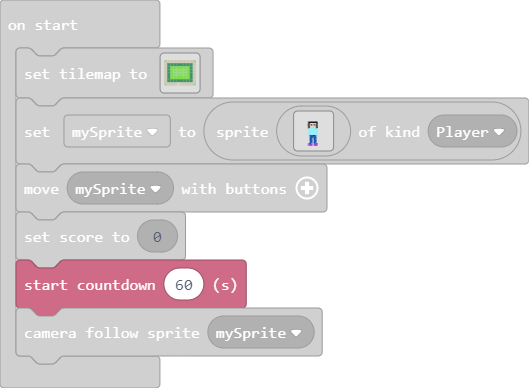 on start
set tilemap to
set mySprite to sprite of kind Player
move mySprite with buttons
set score to 0
start countdown 60 (s)
camera follow sprite mySprite